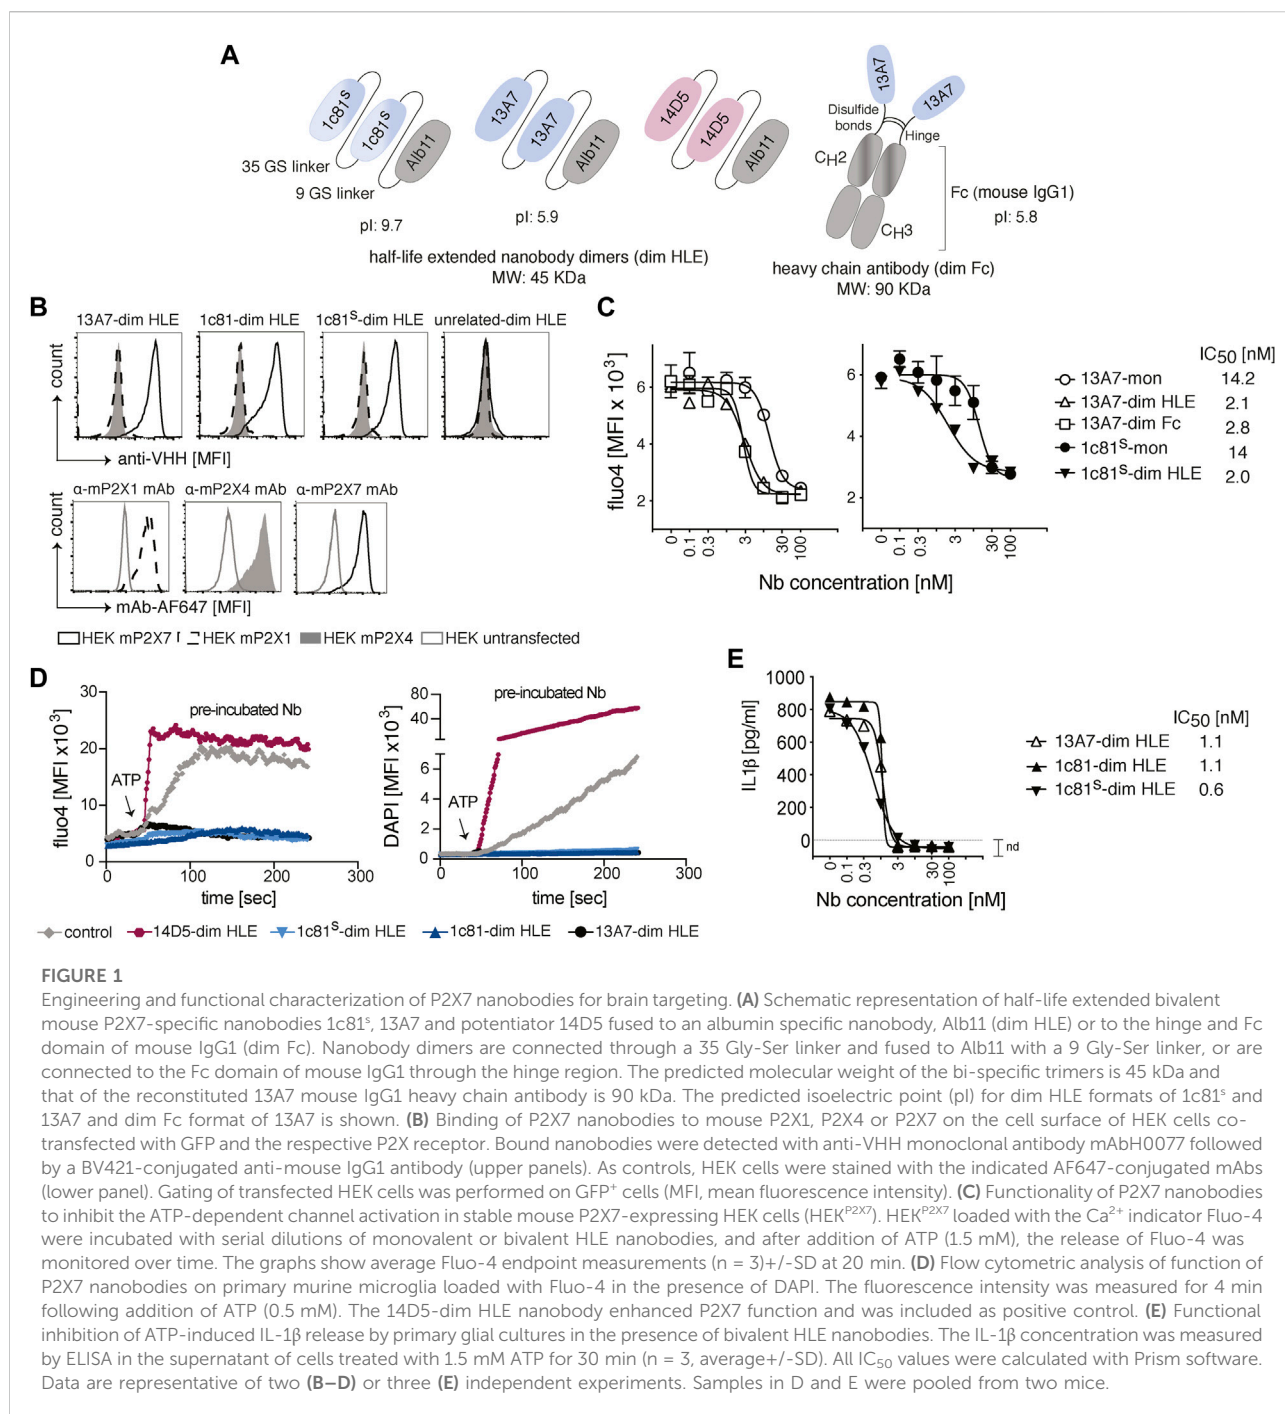 A
1c81S
1c81S
Alb11
35 GS linker
9 GS linker
pI: 9.7
13A7
13A7
Alb11
pI: 5.9
14D5
14D5
Alb11
half-life extended nanobody dimers (dim HLE)
MW: 45 KDa
13A7
13A7
Disulfide
bonds
Hinge
CH2
CH3
Fc (mouse IgG1)
pI: 5.8
heavy chain antibody (dim Fc)
MW: 90 KDa
B
13A7-dim HLE 1c81-dim HLE 1c81S-dim HLE unrelated-dim HLE
count
anti-VHH [MFI]
α-mP2X1 mAb α-mP2X4 mAb α-mP2X7 mAb
count
mAb-AF647 [MFI]
HEK mP2X7 HEK mP2X1 HEK mP2X4 HEK untransfected
C
fluo4 [MFI x 10³]
6
4
2
0 0.1 0.3 3 30 100
6
4
2
0 0.1 0.3 3 30 100
Nb concentration [nM]
IC50 [nM]
13A7-mon 14.2
13A7-dim HLE 2.1
13A7-dim Fc 2.8
1c81S-mon 14
1c81S-dim HLE 2.0
D
fluo4 [MFI x10³]
30
20
10
0
pre-incubated Nb
ATP
0 100 200 300
time [sec]
DAPI [MFI x10³]
80
40
6
4
2
0
pre-incubated Nb
ATP
0 100 200 300
time [sec]
control 14D5-dim HLE 1c81S-dim HLE 1c81-dim HLE 13A7-dim HLE
E
IL1β [pg/ml]
1000
800
600
400
200
0
nd
0 0.1 0.3 3 30 100
Nb concentration [nM]
IC50 [nM]
13A7-dim HLE 1.1
1c81-dim HLE 1.1
1c81S-dim HLE 0.6
FIGURE 1
Engineering and functional characterization of P2X7 nanobodies for brain targeting. (A) Schematic representation of half-life extended bivalent
mouse P2X7-specific nanobodies 1c81s, 13A7 and potentiator 14D5 fused to an albumin specific nanobody, Alb11 (dim HLE) or to the hinge and Fc
domain of mouse IgG1 (dim Fc). Nanobody dimers are connected through a 35 Gly-Ser linker and fused to Alb11 with a 9 Gly-Ser linker, or are
connected to the Fc domain of mouse IgG1 through the hinge region. The predicted molecular weight of the bi-specific trimers is 45 kDa and
that of the reconstituted 13A7 mouse IgG1 heavy chain antibody is 90 kDa. The predicted isoelectric point (pI) for dim HLE formats of 1c81s and
13A7 and dim Fc format of 13A7 is shown. (B) Binding of P2X7 nanobodies to mouse P2X1, P2X4 or P2X7 on the cell surface of HEK cells co-
transfected with GFP and the respective P2X receptor. Bound nanobodies were detected with anti-VHH monoclonal antibody mAbH0077 followed
by a BV421-conjugated anti-mouse IgG1 antibody (upper panels). As controls, HEK cells were stained with the indicated AF647-conjugated mAbs
(lower panel). Gating of transfected HEK cells was performed on GFP⁺ cells (MFI, mean fluorescence intensity). (C) Functionality of P2X7 nanobodies
to inhibit the ATP-dependent channel activation in stable mouse P2X7-expressing HEK cells (HEKP2X7). HEKP2X7 loaded with the Ca²⁺ indicator Fluo-4
were incubated with serial dilutions of monovalent or bivalent HLE nanobodies, and after addition of ATP (1.5 mM), the release of Fluo-4 was
monitored over time. The graphs show average Fluo-4 endpoint measurements (n = 3)+/-SD at 20 min. (D) Flow cytometric analysis of function of
P2X7 nanobodies on primary murine microglia loaded with Fluo-4 in the presence of DAPI. The fluorescence intensity was measured for 4 min
following addition of ATP (0.5 mM). The 14D5-dim HLE nanobody enhanced P2X7 function and was included as positive control. (E) Functional
inhibition of ATP-induced IL-1β release by primary glial cultures in the presence of bivalent HLE nanobodies. The IL-1β concentration was measured
by ELISA in the supernatant of cells treated with 1.5 mM ATP for 30 min (n = 3, average+/-SD). All IC50 values were calculated with Prism software.
Data are representative of two (B–D) or three (E) independent experiments. Samples in D and E were pooled from two mice.